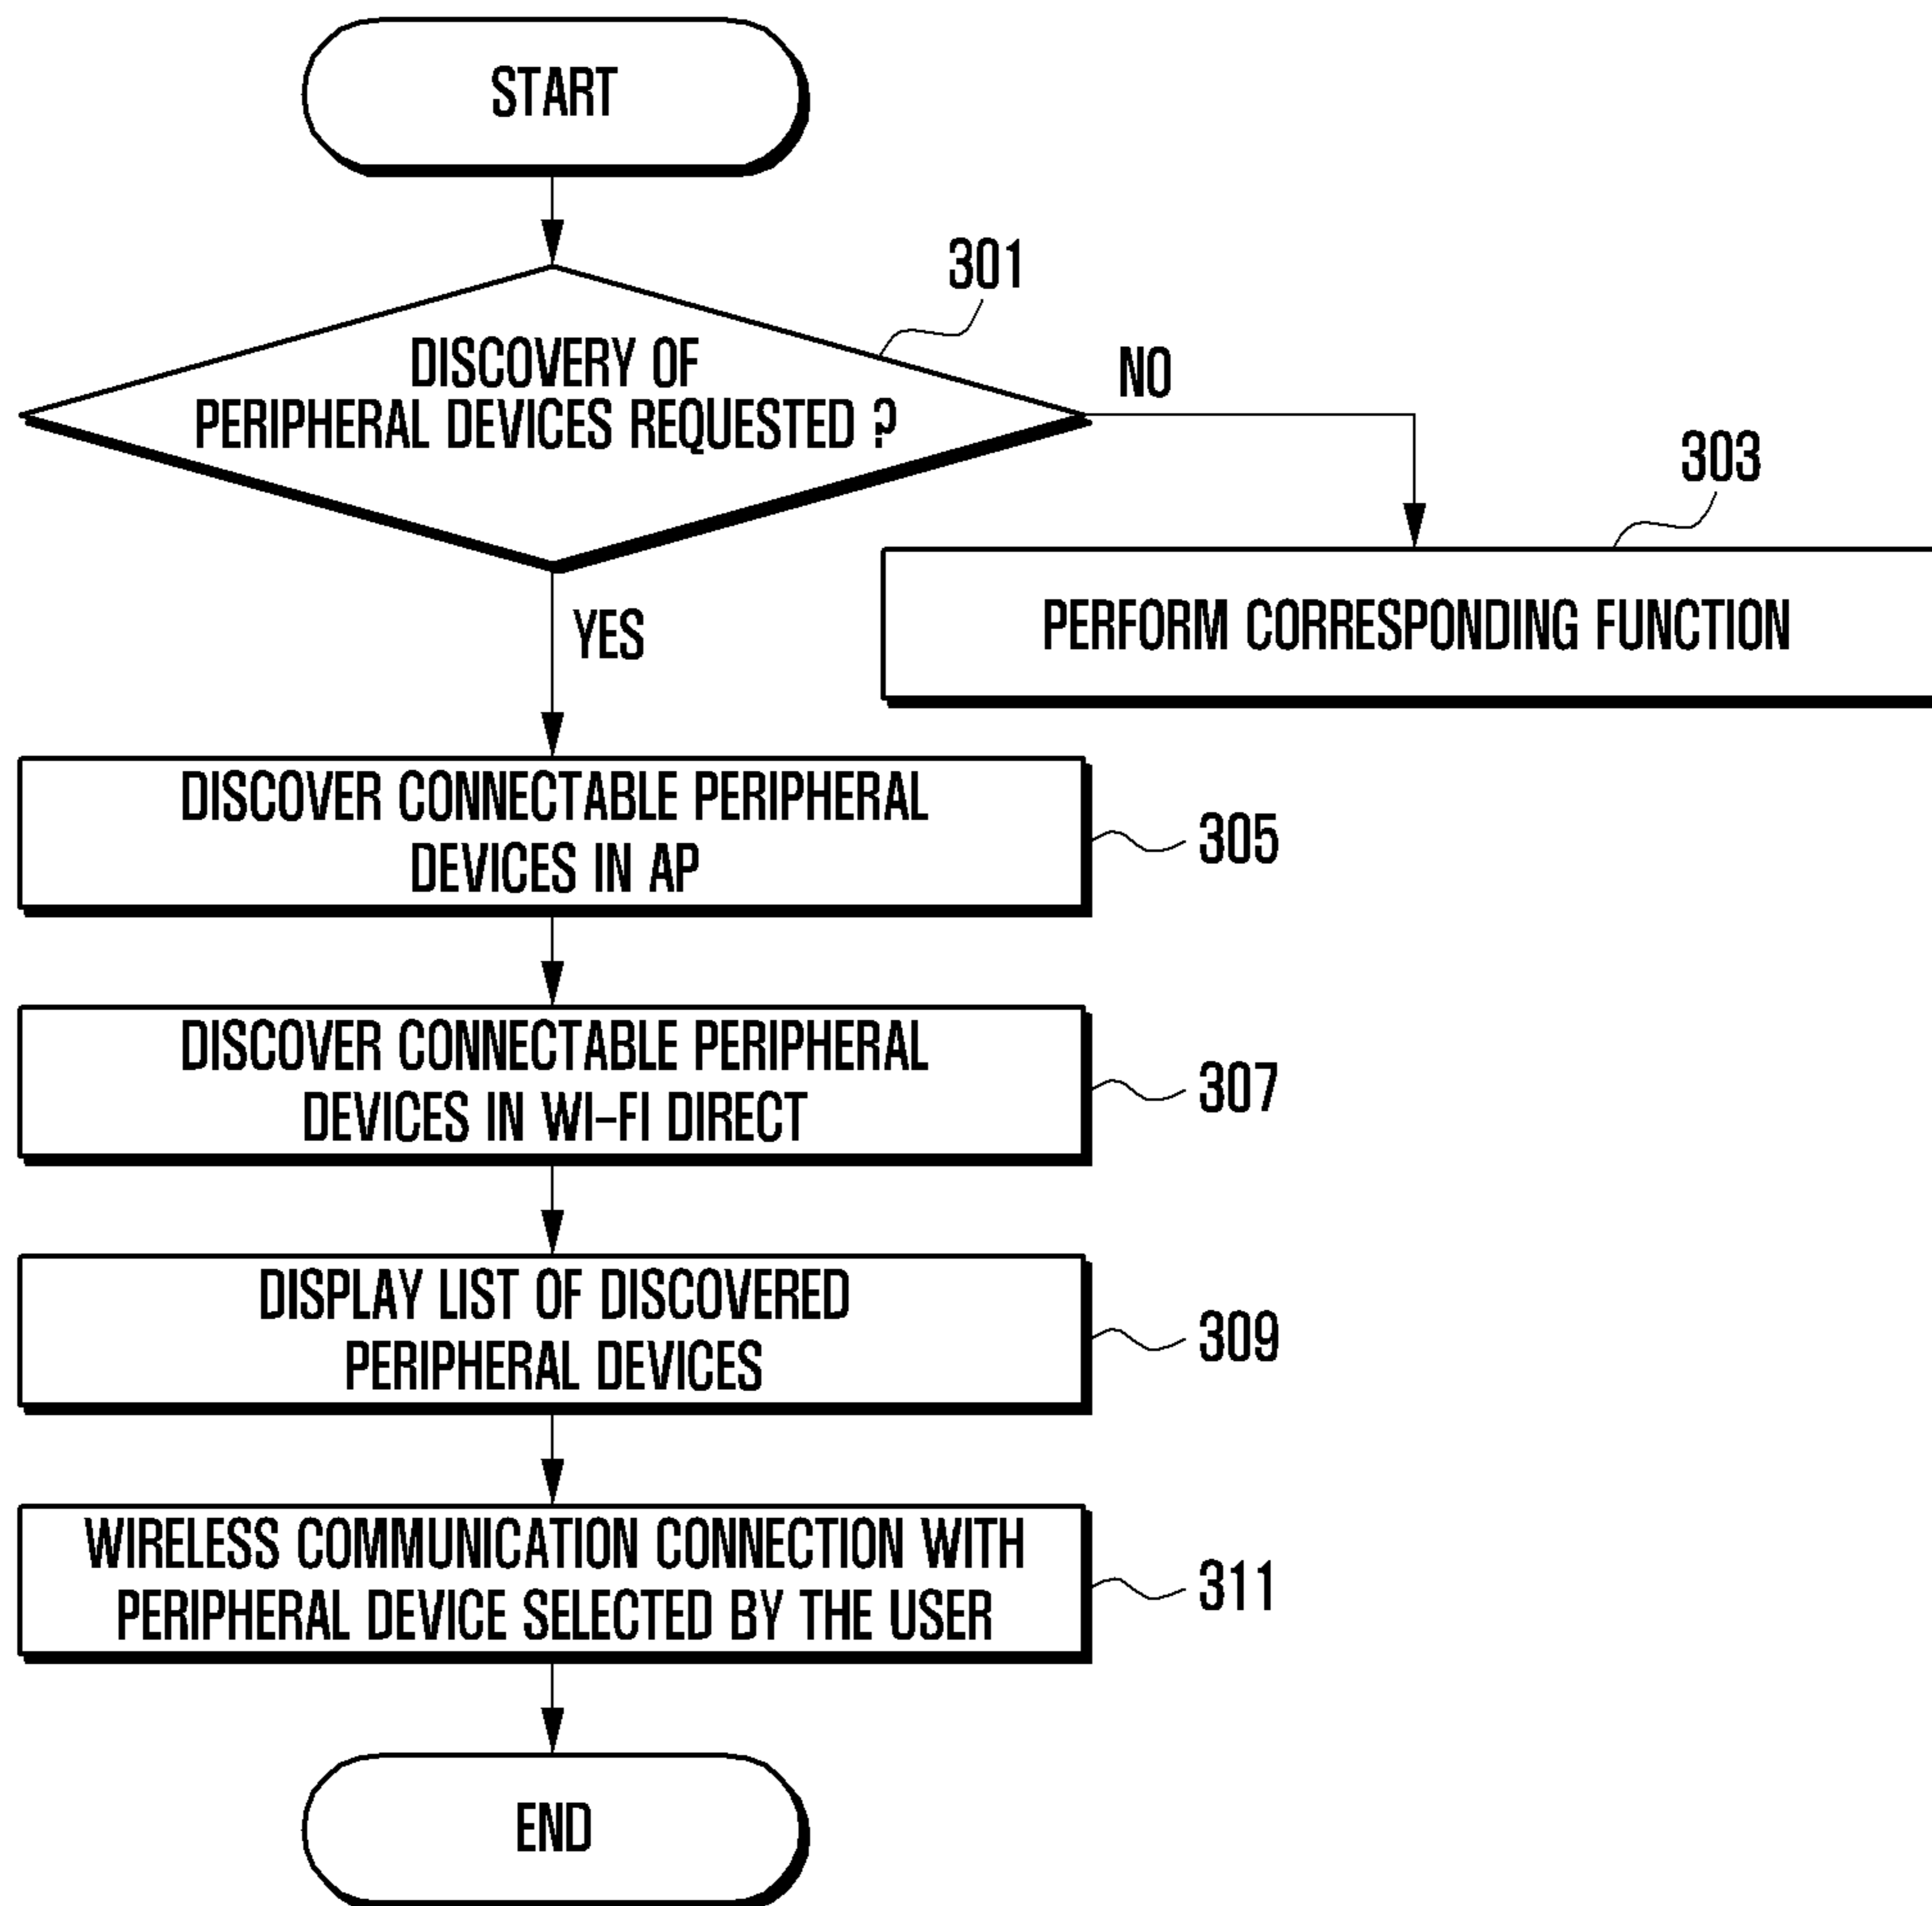 START
301
DISCOVERY OF
PERIPHERAL DEVICES REQUESTED ?
NO
303
PERFORM CORRESPONDING FUNCTION
YES
DISCOVER CONNECTABLE PERIPHERAL
DEVICES IN AP
305
DISCOVER CONNECTABLE PERIPHERAL
DEVICES IN WI-FI DIRECT
307
DISPLAY LIST OF DISCOVERED
PERIPHERAL DEVICES
309
WIRELESS COMMUNICATION CONNECTION WITH
PERIPHERAL DEVICE SELECTED BY THE USER
311
END